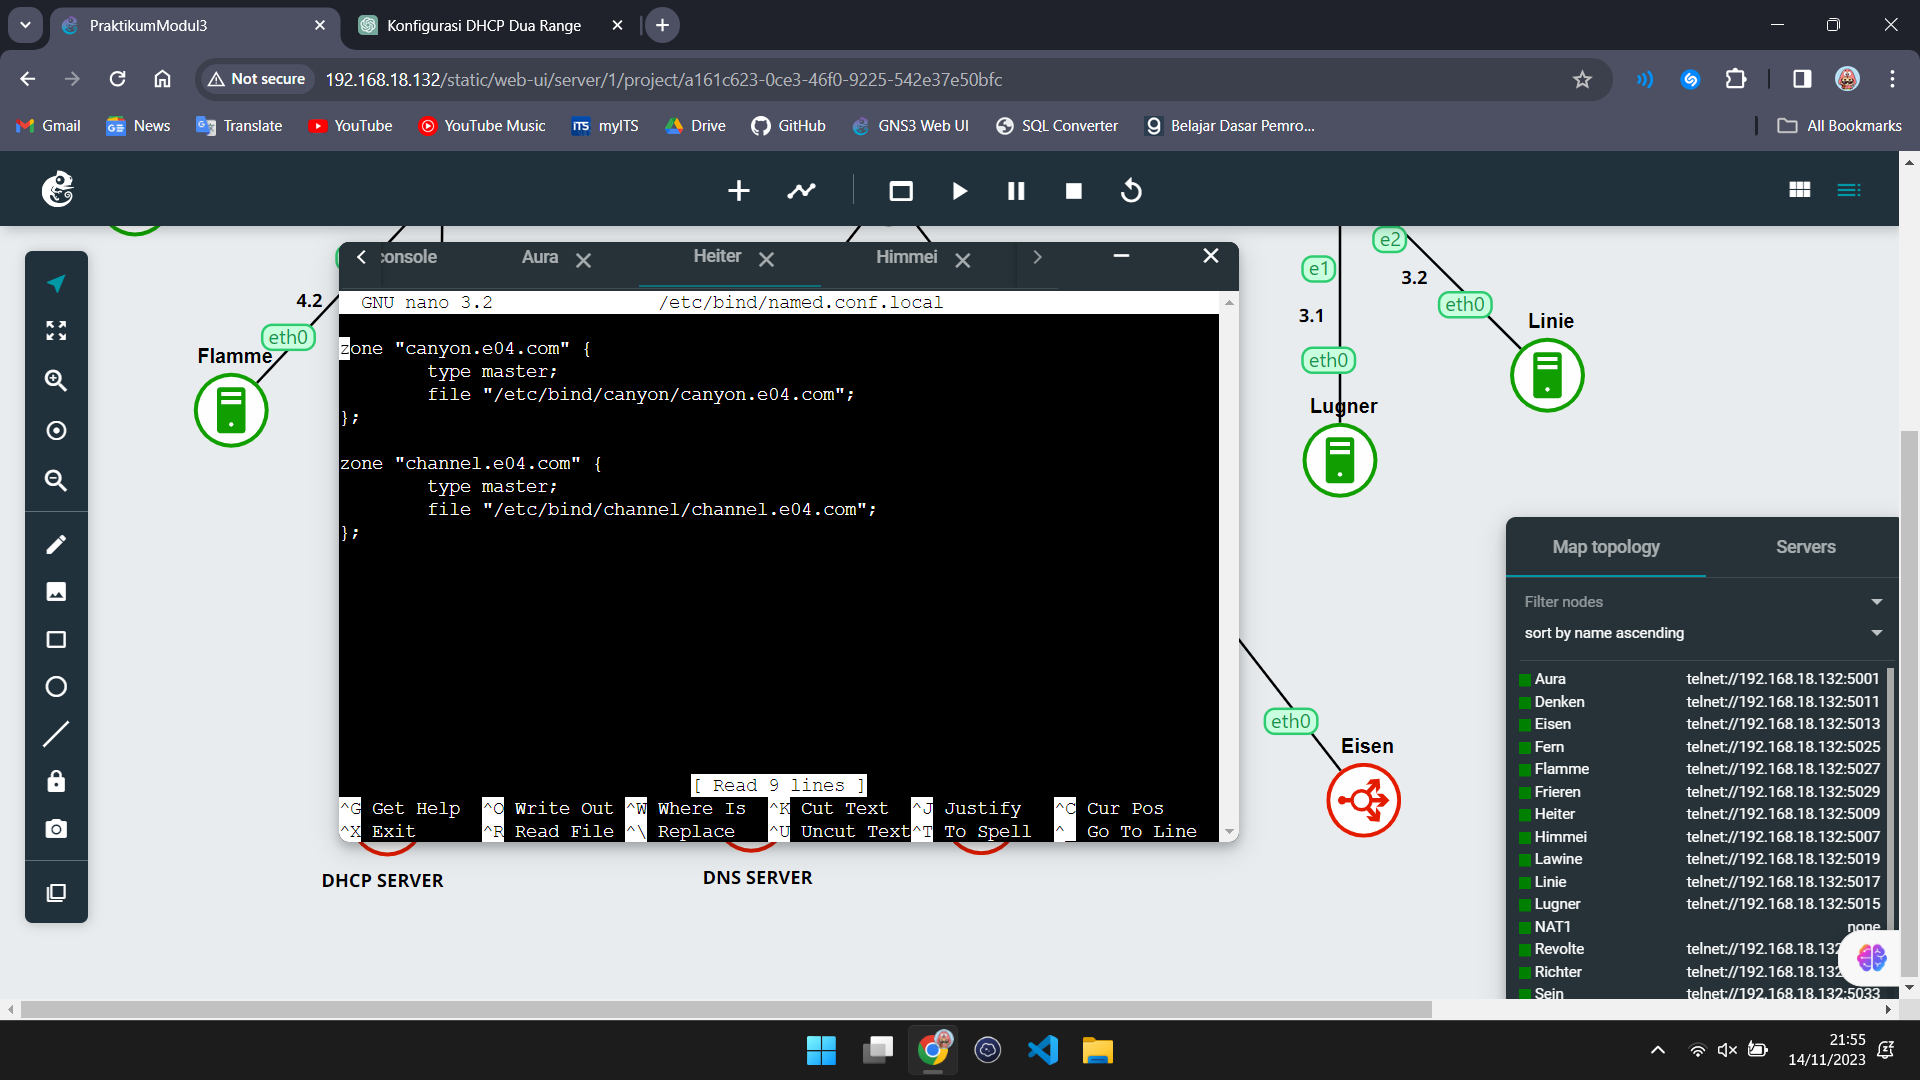 PraktikumModul3
Konfigurasi DHCP Dua Range
Not secure
192.168.18.132/static/web-ui/server/1/project/a161c623-0ce3-46f0-9225-542e37e50bfc
Gmail
News
Translate
YouTube
YouTube Music
myITS
Drive
GitHub
GNS3 Web UI
SQL Converter
Belajar Dasar Pemro...
All Bookmarks
console
Aura
Heiter
Himmei
GNU nano 3.2 /etc/bind/named.conf.local
zone "canyon.e04.com" {
type master;
file "/etc/bind/canyon/canyon.e04.com";
};
zone "channel.e04.com" {
type master;
file "/etc/bind/channel/channel.e04.com";
};
[ Read 9 lines ]
^G Get Help ^O Write Out ^W Where Is ^K Cut Text ^J Justify ^C Cur Pos
^X Exit ^R Read File ^\ Replace ^U Uncut Text ^T To Spell ^_ Go To Line
4.2
eth0
Flamme
e2
e1
3.2
3.1
eth0
Linie
eth0
Lugner
eth0
Eisen
DHCP SERVER
DNS SERVER
Map topology
Servers
Filter nodes
sort by name ascending
Aura telnet://192.168.18.132:5001
Denken telnet://192.168.18.132:5011
Eisen telnet://192.168.18.132:5013
Fern telnet://192.168.18.132:5025
Flamme telnet://192.168.18.132:5027
Frieren telnet://192.168.18.132:5029
Heiter telnet://192.168.18.132:5009
Himmei telnet://192.168.18.132:5007
Lawine telnet://192.168.18.132:5019
Linie telnet://192.168.18.132:5017
Lugner telnet://192.168.18.132:5015
NAT1 none
Revolte telnet://192.168.18.132
Richter telnet://192.168.18.132
Sein telnet://192.168.18.132:5033
21:55
14/11/2023